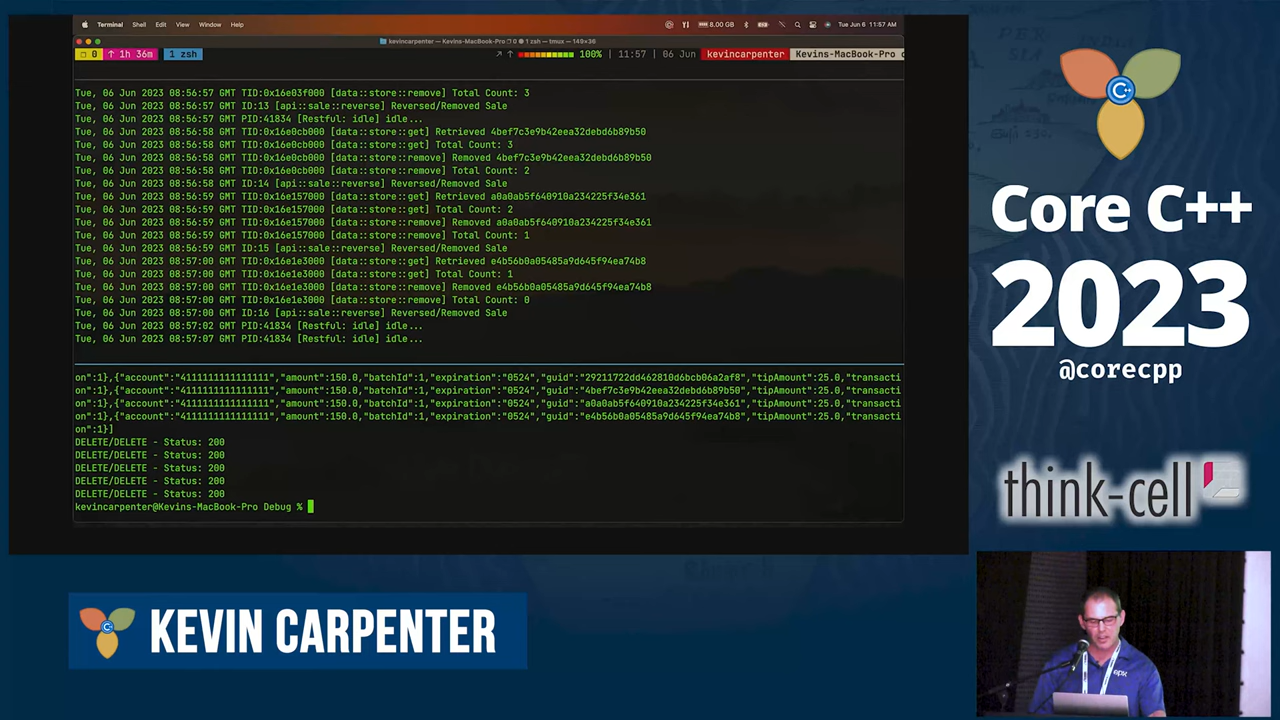 Terminal Shell Edit View Window Help 8.00 GB Tue Jun 6 11:57 AM
kevincarpenter — Kevins-MacBook-Pro ❐ 0 ● 1 zsh — tmux — 149×36
❐ 0 ↑ 1h 36m 1 zsh ↗ ↑ 100% | 11:57 | 06 Jun kevincarpenter Kevins-MacBook-Pro
Tue, 06 Jun 2023 08:56:57 GMT TID:0x16e03f000 [data::store::remove] Total Count: 3
Tue, 06 Jun 2023 08:56:57 GMT ID:13 [api::sale::reverse] Reversed/Removed Sale
Tue, 06 Jun 2023 08:56:57 GMT PID:41834 [Restful: idle] idle...
Tue, 06 Jun 2023 08:56:58 GMT TID:0x16e0cb000 [data::store::get] Retrieved 4bef7c3e9b42eea32debd6b89b50
Tue, 06 Jun 2023 08:56:58 GMT TID:0x16e0cb000 [data::store::get] Total Count: 3
Tue, 06 Jun 2023 08:56:58 GMT TID:0x16e0cb000 [data::store::remove] Removed 4bef7c3e9b42eea32debd6b89b50
Tue, 06 Jun 2023 08:56:58 GMT TID:0x16e0cb000 [data::store::remove] Total Count: 2
Tue, 06 Jun 2023 08:56:58 GMT ID:14 [api::sale::reverse] Reversed/Removed Sale
Tue, 06 Jun 2023 08:56:59 GMT TID:0x16e157000 [data::store::get] Retrieved a0a0ab5f640910a234225f34e361
Tue, 06 Jun 2023 08:56:59 GMT TID:0x16e157000 [data::store::get] Total Count: 2
Tue, 06 Jun 2023 08:56:59 GMT TID:0x16e157000 [data::store::remove] Removed a0a0ab5f640910a234225f34e361
Tue, 06 Jun 2023 08:56:59 GMT TID:0x16e157000 [data::store::remove] Total Count: 1
Tue, 06 Jun 2023 08:56:59 GMT ID:15 [api::sale::reverse] Reversed/Removed Sale
Tue, 06 Jun 2023 08:57:00 GMT TID:0x16e1e3000 [data::store::get] Retrieved e4b56b0a05485a9d645f94ea74b8
Tue, 06 Jun 2023 08:57:00 GMT TID:0x16e1e3000 [data::store::get] Total Count: 1
Tue, 06 Jun 2023 08:57:00 GMT TID:0x16e1e3000 [data::store::remove] Removed e4b56b0a05485a9d645f94ea74b8
Tue, 06 Jun 2023 08:57:00 GMT TID:0x16e1e3000 [data::store::remove] Total Count: 0
Tue, 06 Jun 2023 08:57:00 GMT ID:16 [api::sale::reverse] Reversed/Removed Sale
Tue, 06 Jun 2023 08:57:02 GMT PID:41834 [Restful: idle] idle...
Tue, 06 Jun 2023 08:57:07 GMT PID:41834 [Restful: idle] idle...
on":1},{"account":"4111111111111111","amount":150.0,"batchId":1,"expiration":"0524","guid":"29211722dd462810d6bcb06a2af8","tipAmount":25.0,"transacti
on":1},{"account":"4111111111111111","amount":150.0,"batchId":1,"expiration":"0524","guid":"4bef7c3e9b42eea32debd6b89b50","tipAmount":25.0,"transacti
on":1},{"account":"4111111111111111","amount":150.0,"batchId":1,"expiration":"0524","guid":"a0a0ab5f640910a234225f34e361","tipAmount":25.0,"transacti
on":1},{"account":"4111111111111111","amount":150.0,"batchId":1,"expiration":"0524","guid":"e4b56b0a05485a9d645f94ea74b8","tipAmount":25.0,"transacti
on":1}]
DELETE/DELETE - Status: 200
DELETE/DELETE - Status: 200
DELETE/DELETE - Status: 200
DELETE/DELETE - Status: 200
DELETE/DELETE - Status: 200
kevincarpenter@Kevins-MacBook-Pro Debug %
C++
Core C++
2023
@corecpp
think-cell
C++
KEVIN CARPENTER
epx